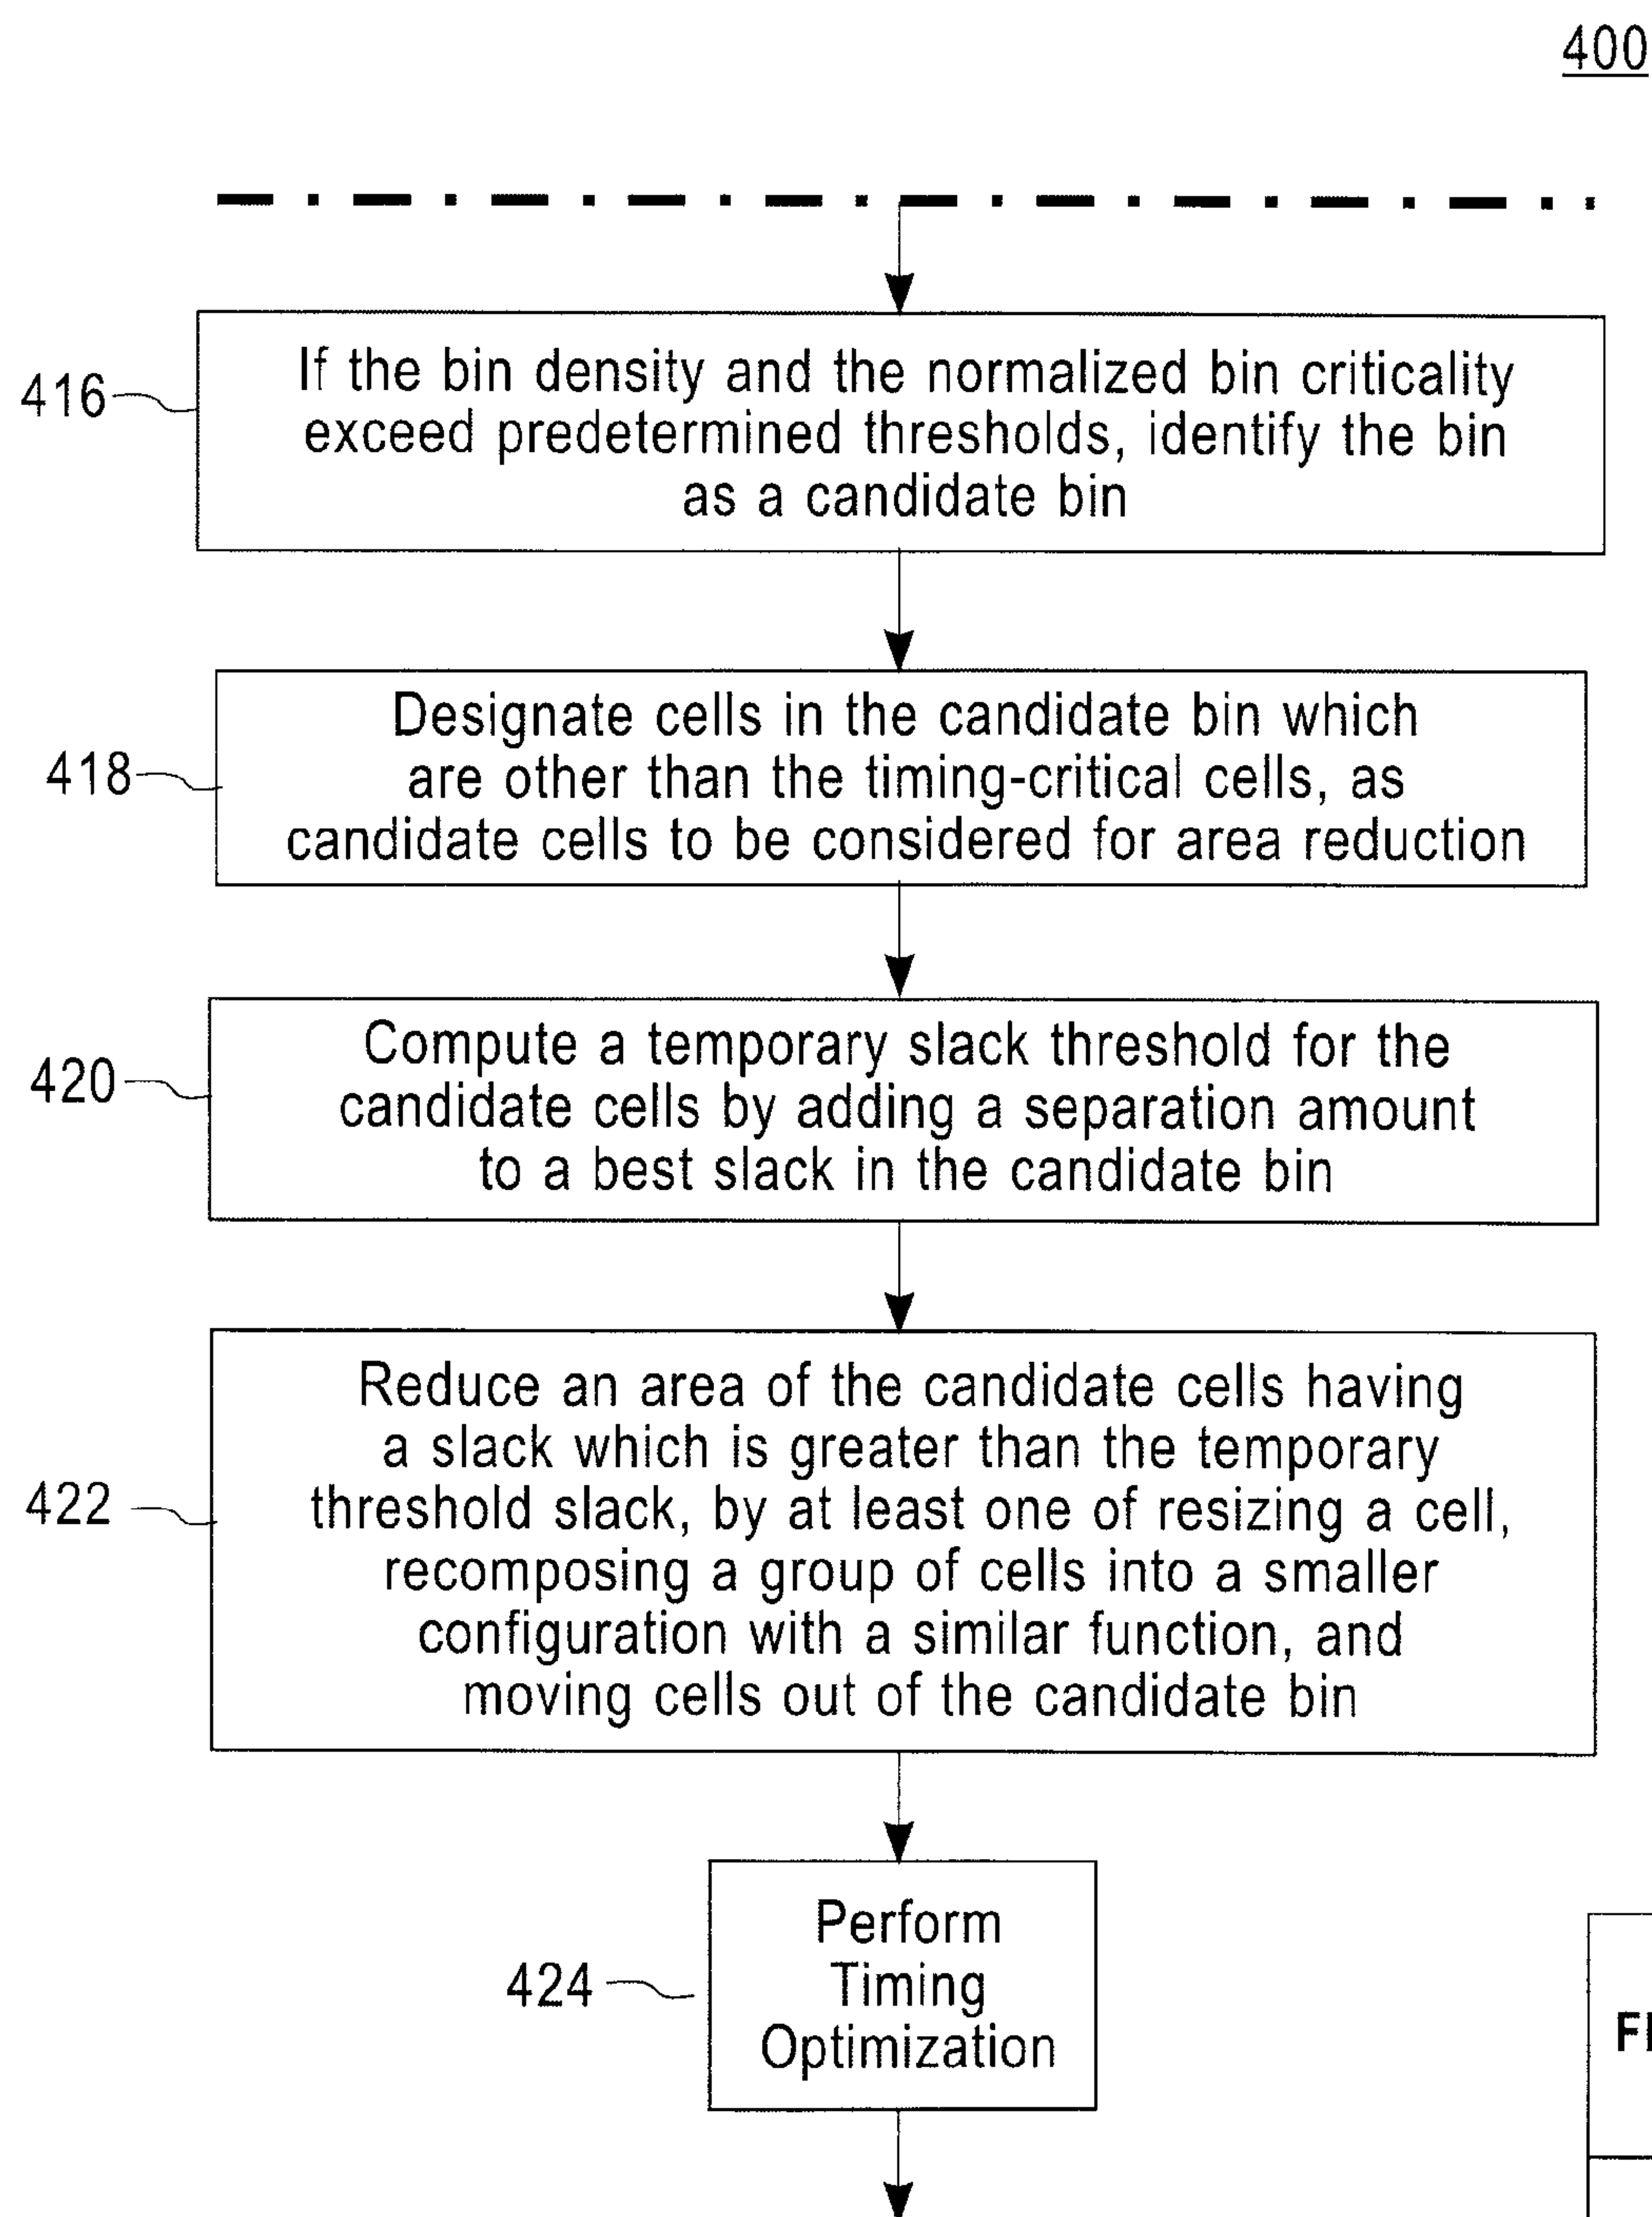 400
416
If the bin density and the normalized bin criticality
exceed predetermined thresholds, identify the bin
as a candidate bin
418
Designate cells in the candidate bin which
are other than the timing-critical cells, as
candidate cells to be considered for area reduction
420
Compute a temporary slack threshold for the
candidate cells by adding a separation amount
to a best slack in the candidate bin
422
Reduce an area of the candidate cells having
a slack which is greater than the temporary
threshold slack, by at least one of resizing a cell,
recomposing a group of cells into a smaller
configuration with a similar function, and
moving cells out of the candidate bin
424
Perform
Timing
Optimization